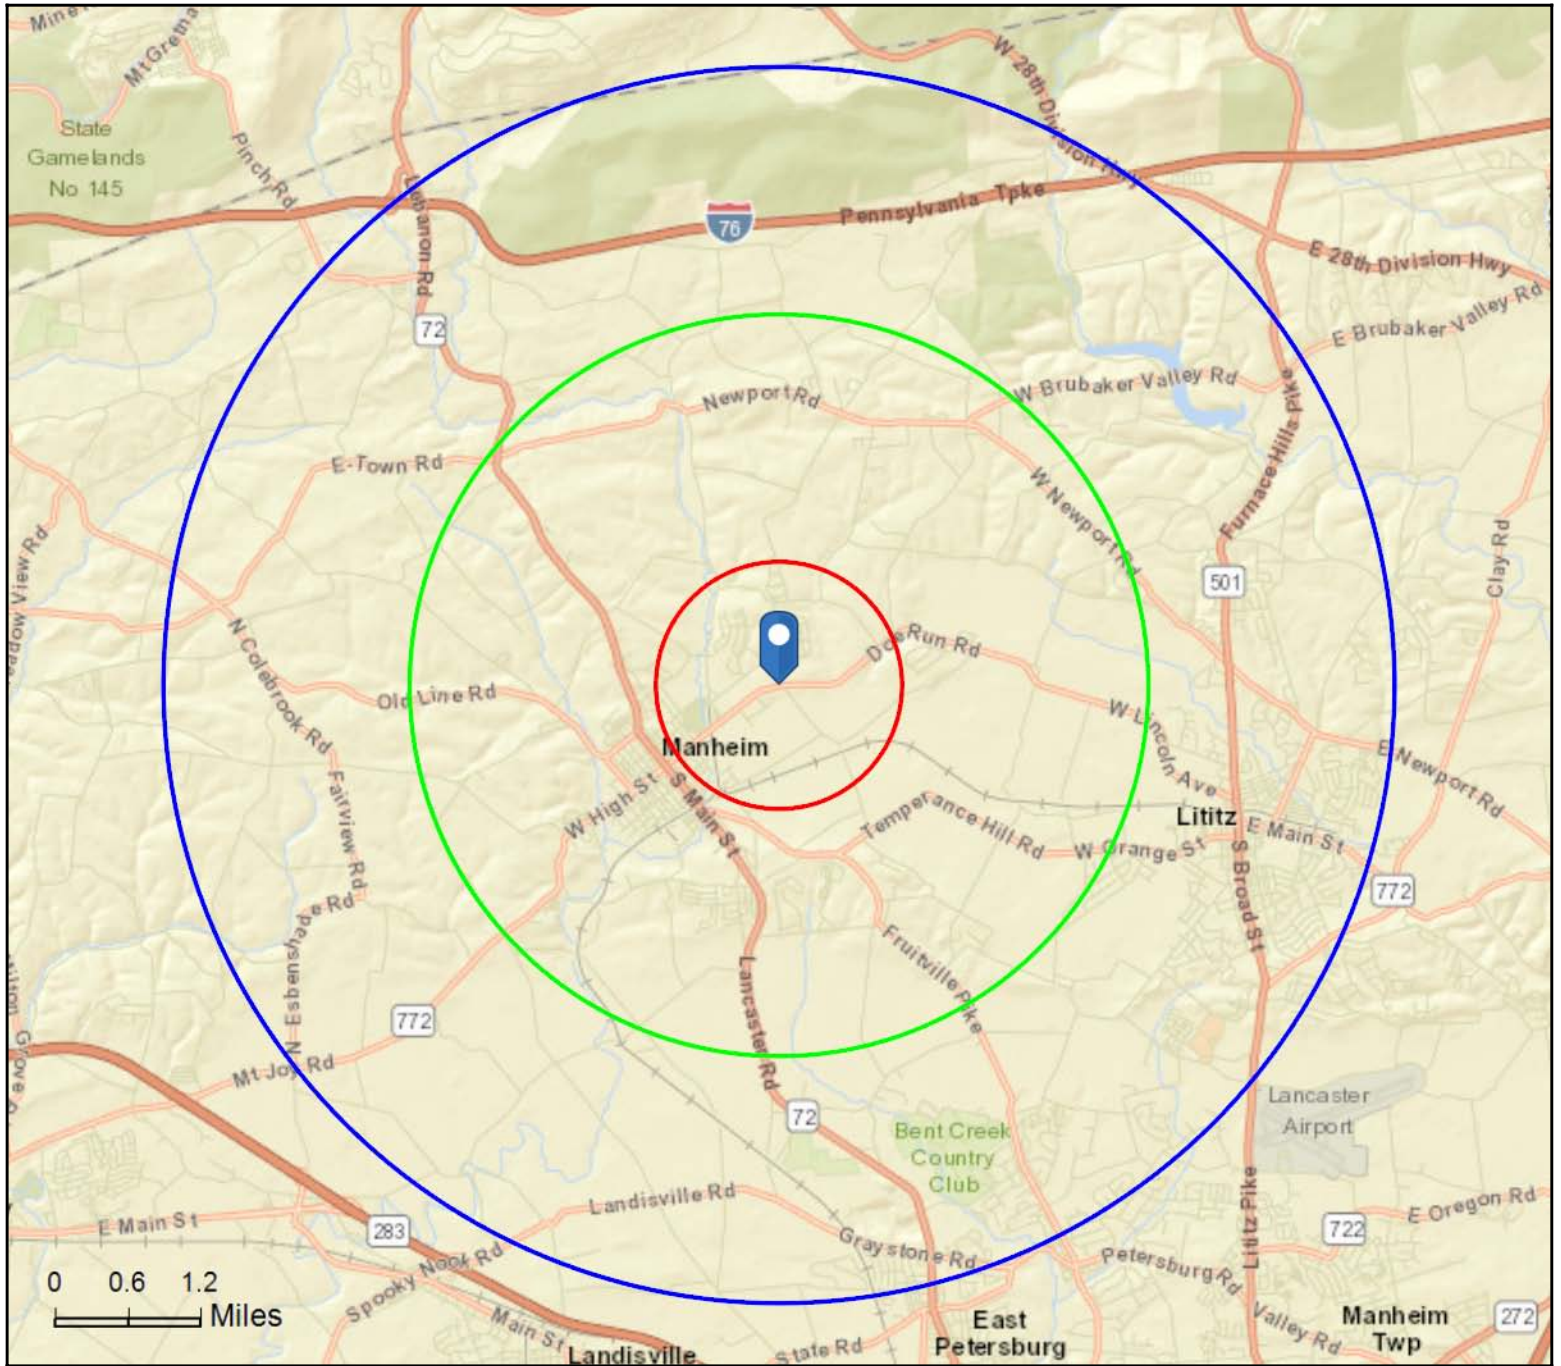 Mt Gretna
W 28th Division Hwy
State
Gamelands
No 145
Pinch Rd
Lebanon Rd
Pennsylvania Tpke
76
E 28th Division Hwy
E Brubaker Valley Rd
72
W Brubaker Valley Rd
Newport Rd
Furnace Hills Pike
E-Town Rd
W Newport Rd
View Rd
Clay Rd
501
N Colebrook Rd
Doe Run Rd
Old Line Rd
W Lincoln Ave
Manheim
E Newport Rd
Fairview Rd
W High St
S Main St
Temperance Hill Rd
W Orange St
Lititz
E Main St
S Broad St
772
N Esbenshade Rd
Fruitville Pike
Lancaster Rd
772
Mt Joy Rd
Lancaster
Airport
72
Bent Creek
Country
Club
Landisville Rd
Lititz Pike
E Oregon Rd
E Main St
283
722
Graystone Rd
Petersburg Rd
Spooky Nook Rd
0 0.6 1.2
Miles
Main St
Landisville
State Rd
East
Petersburg
Valley Rd
Manheim
Twp
272